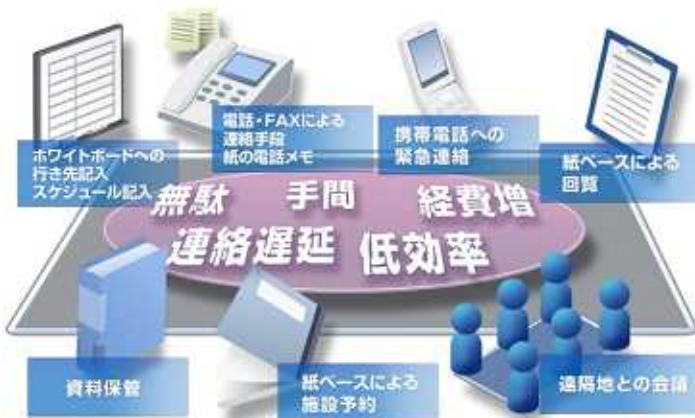 ホワイトボードへの
行き先記入
スケジュール記入
電話・FAXによる
連絡手段
紙の電話メモ
携帯電話への
緊急連絡
紙ベースによる
回覧
無駄 手間 経費増
連絡遅延 低効率
資料保管
紙ベースによる
施設予約
遠隔地との会議